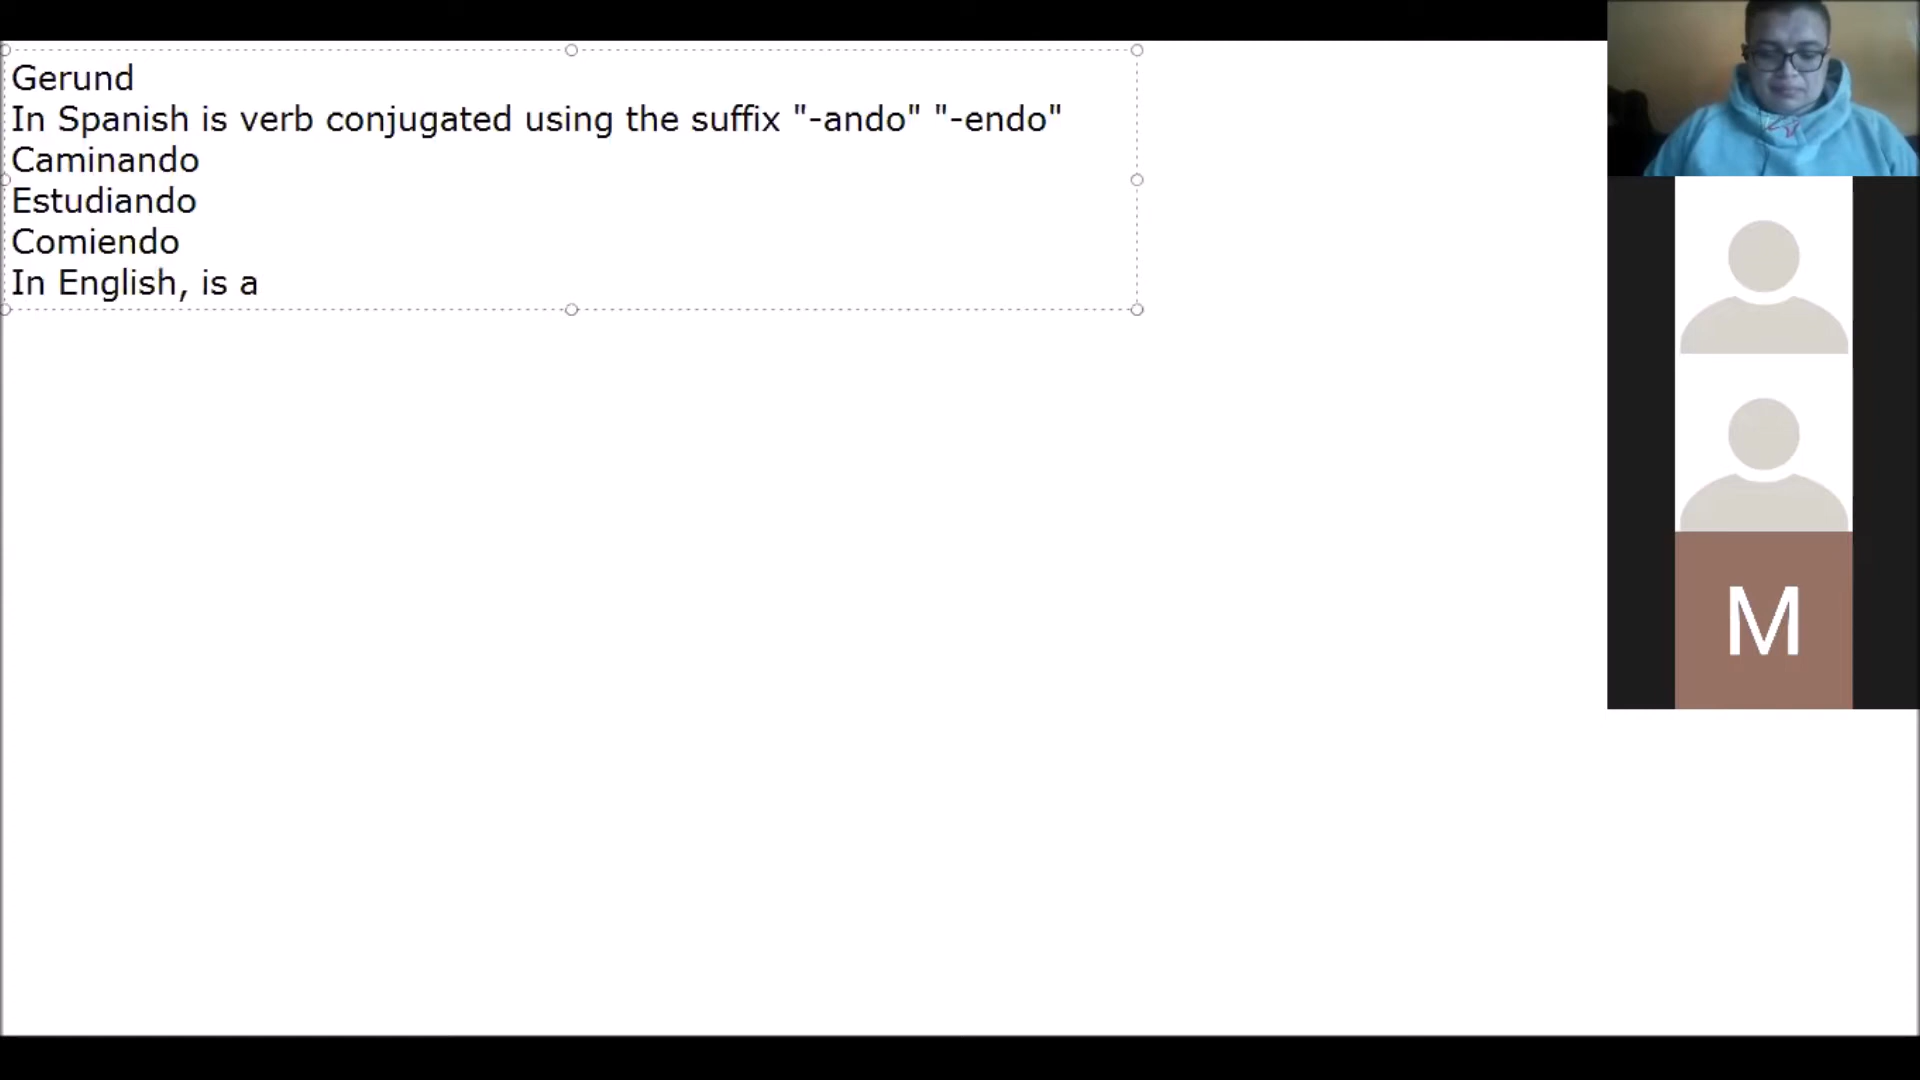 Gerund
In Spanish is verb conjugated using the suffix "-ando" "-endo"
Caminando
Estudiando
Comiendo
In English, is a
M